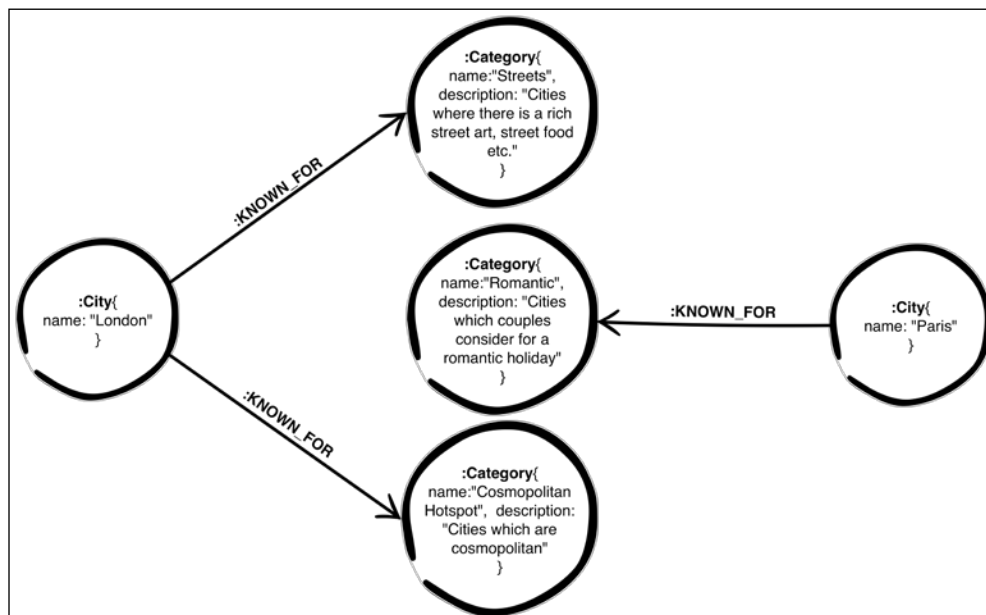 :Category{
name:"Streets",
description: "Cities
where there is a rich
street art, street food
etc."
}
:KNOWN_FOR
:City{
name: "London"
}
:Category{
name:"Romantic",
description: "Cities
which couples
consider for a
romantic holiday"
}
:KNOWN_FOR
:City{
name: "Paris"
}
:KNOWN_FOR
:Category{
name:"Cosmopolitan
Hotspot",  description:
"Cities which are
cosmopolitan"
}